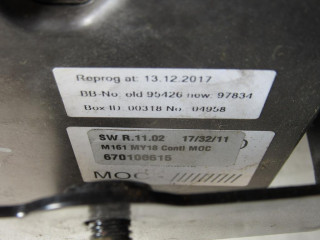 Reprog at: 13.12.2017
BB-No. old 95426 new. 97834
Box ID: 00318 No. 04958
SW.R.11.02 17/32/11
M161 MY18 Conti MOC
670106615
MOC